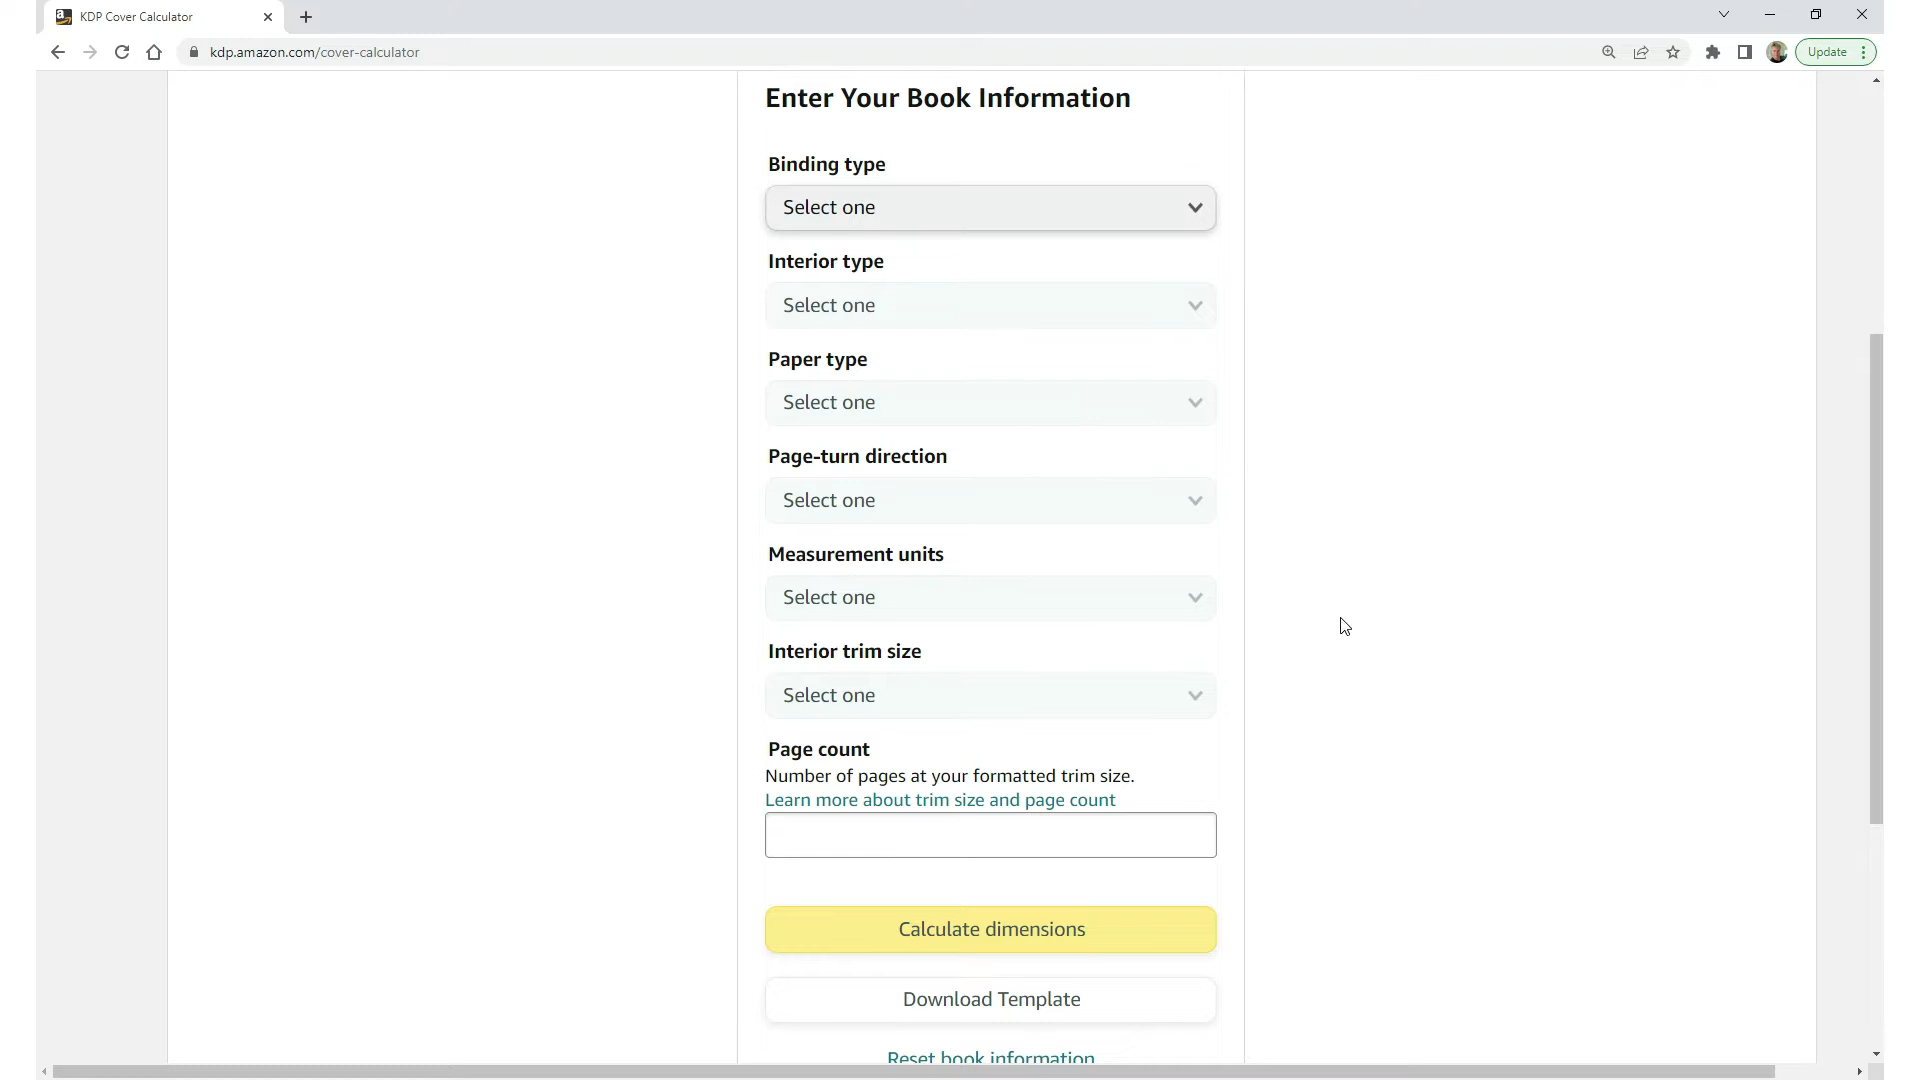 KDP Cover Calculator
kdp.amazon.com/cover-calculator
Update
Enter Your Book Information
Binding type
Select one
Interior type
Select one
Paper type
Select one
Page-turn direction
Select one
Measurement units
Select one
Interior trim size
Select one
Page count
Number of pages at your formatted trim size.
Learn more about trim size and page count
Calculate dimensions
Download Template
Reset book information